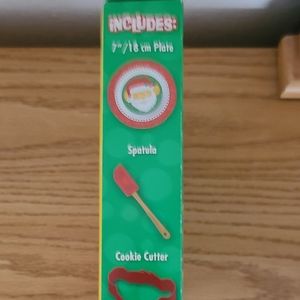 INCLUDES:
7"/18 cm Plate
Spatula
Cookie Cutter